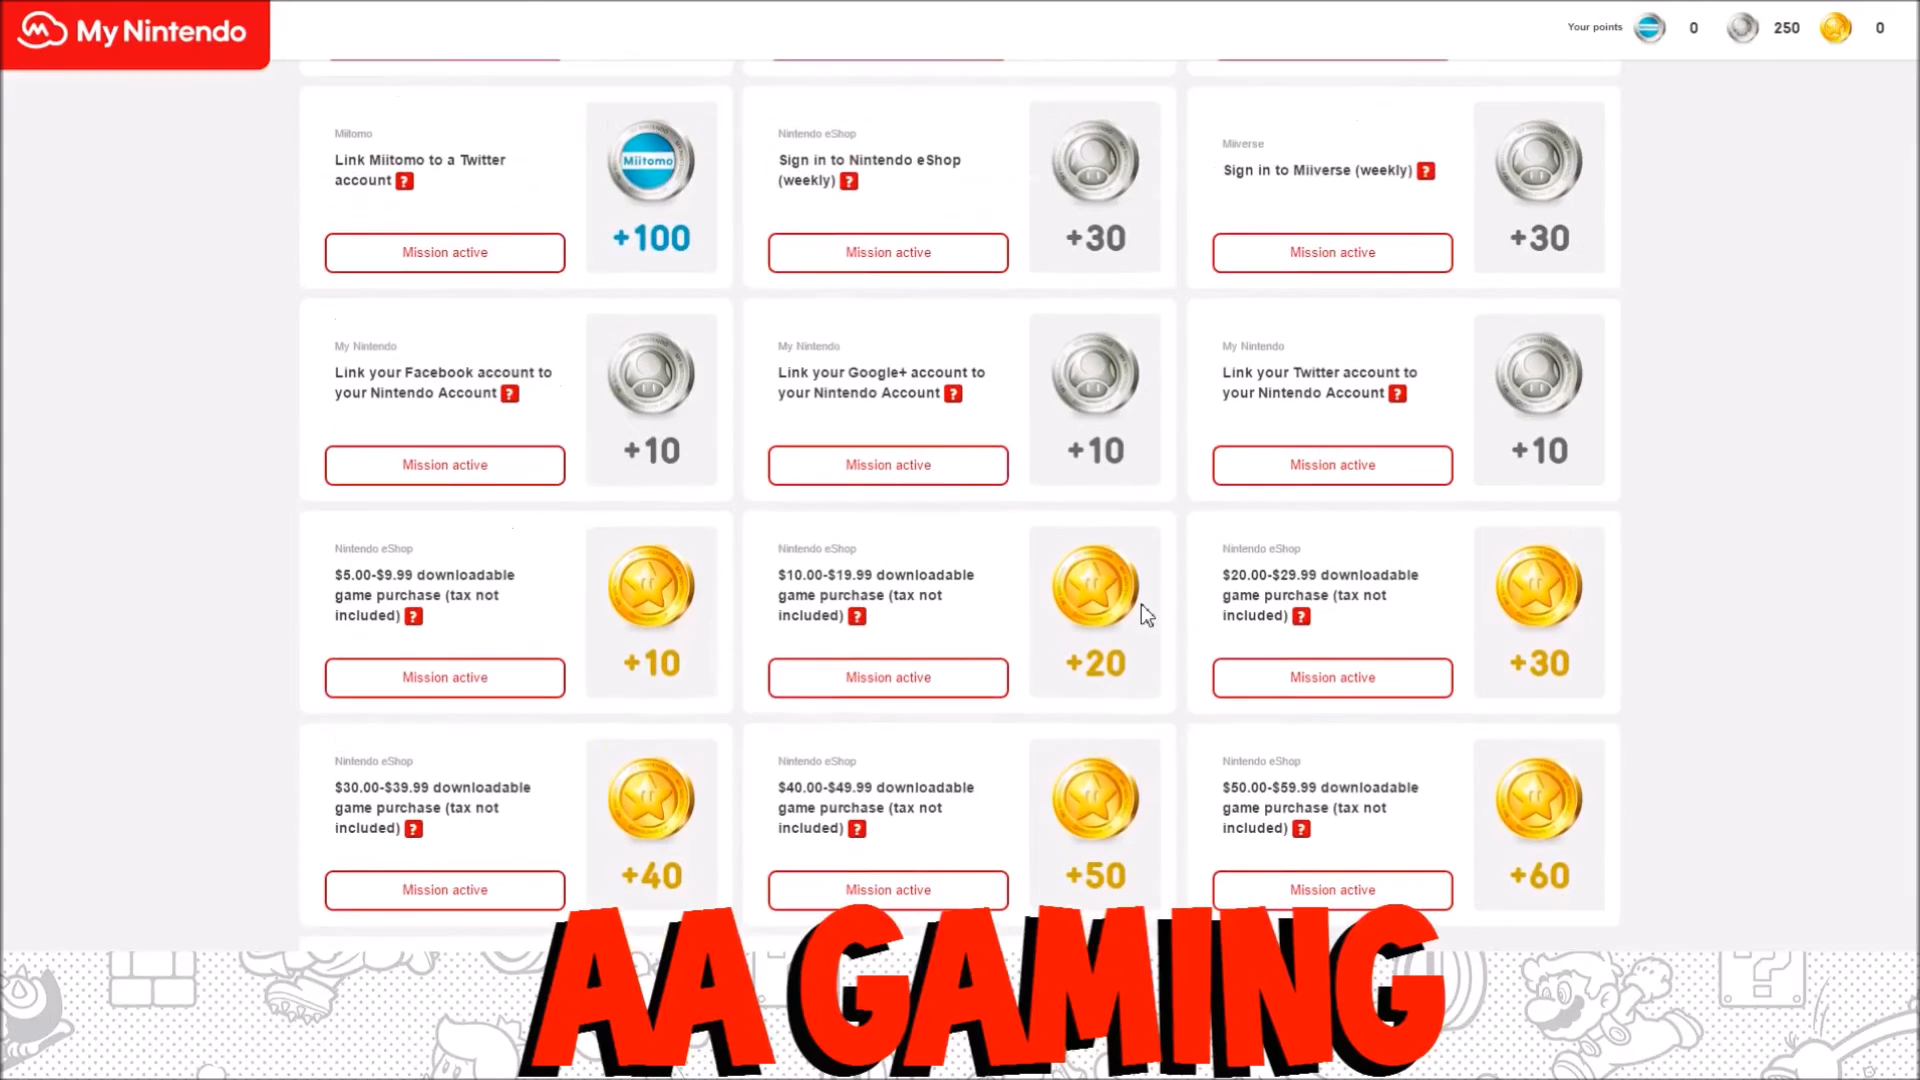 My Nintendo
Your points 0 250 0
Miitomo
Link Miitomo to a Twitter
account ?
Mission active
Miitomo
+100
Nintendo eShop
Sign in to Nintendo eShop
(weekly) ?
Mission active
+30
Miiverse
Sign in to Miiverse (weekly) ?
Mission active
+30
My Nintendo
Link your Facebook account to
your Nintendo Account ?
Mission active
+10
My Nintendo
Link your Google+ account to
your Nintendo Account ?
Mission active
+10
My Nintendo
Link your Twitter account to
your Nintendo Account ?
Mission active
+10
Nintendo eShop
$5.00-$9.99 downloadable
game purchase (tax not
included) ?
Mission active
+10
Nintendo eShop
$10.00-$19.99 downloadable
game purchase (tax not
included) ?
Mission active
+20
Nintendo eShop
$20.00-$29.99 downloadable
game purchase (tax not
included) ?
Mission active
+30
Nintendo eShop
$30.00-$39.99 downloadable
game purchase (tax not
included) ?
Mission active
+40
Nintendo eShop
$40.00-$49.99 downloadable
game purchase (tax not
included) ?
Mission active
+50
Nintendo eShop
$50.00-$59.99 downloadable
game purchase (tax not
included) ?
Mission active
+60
AA GAMING